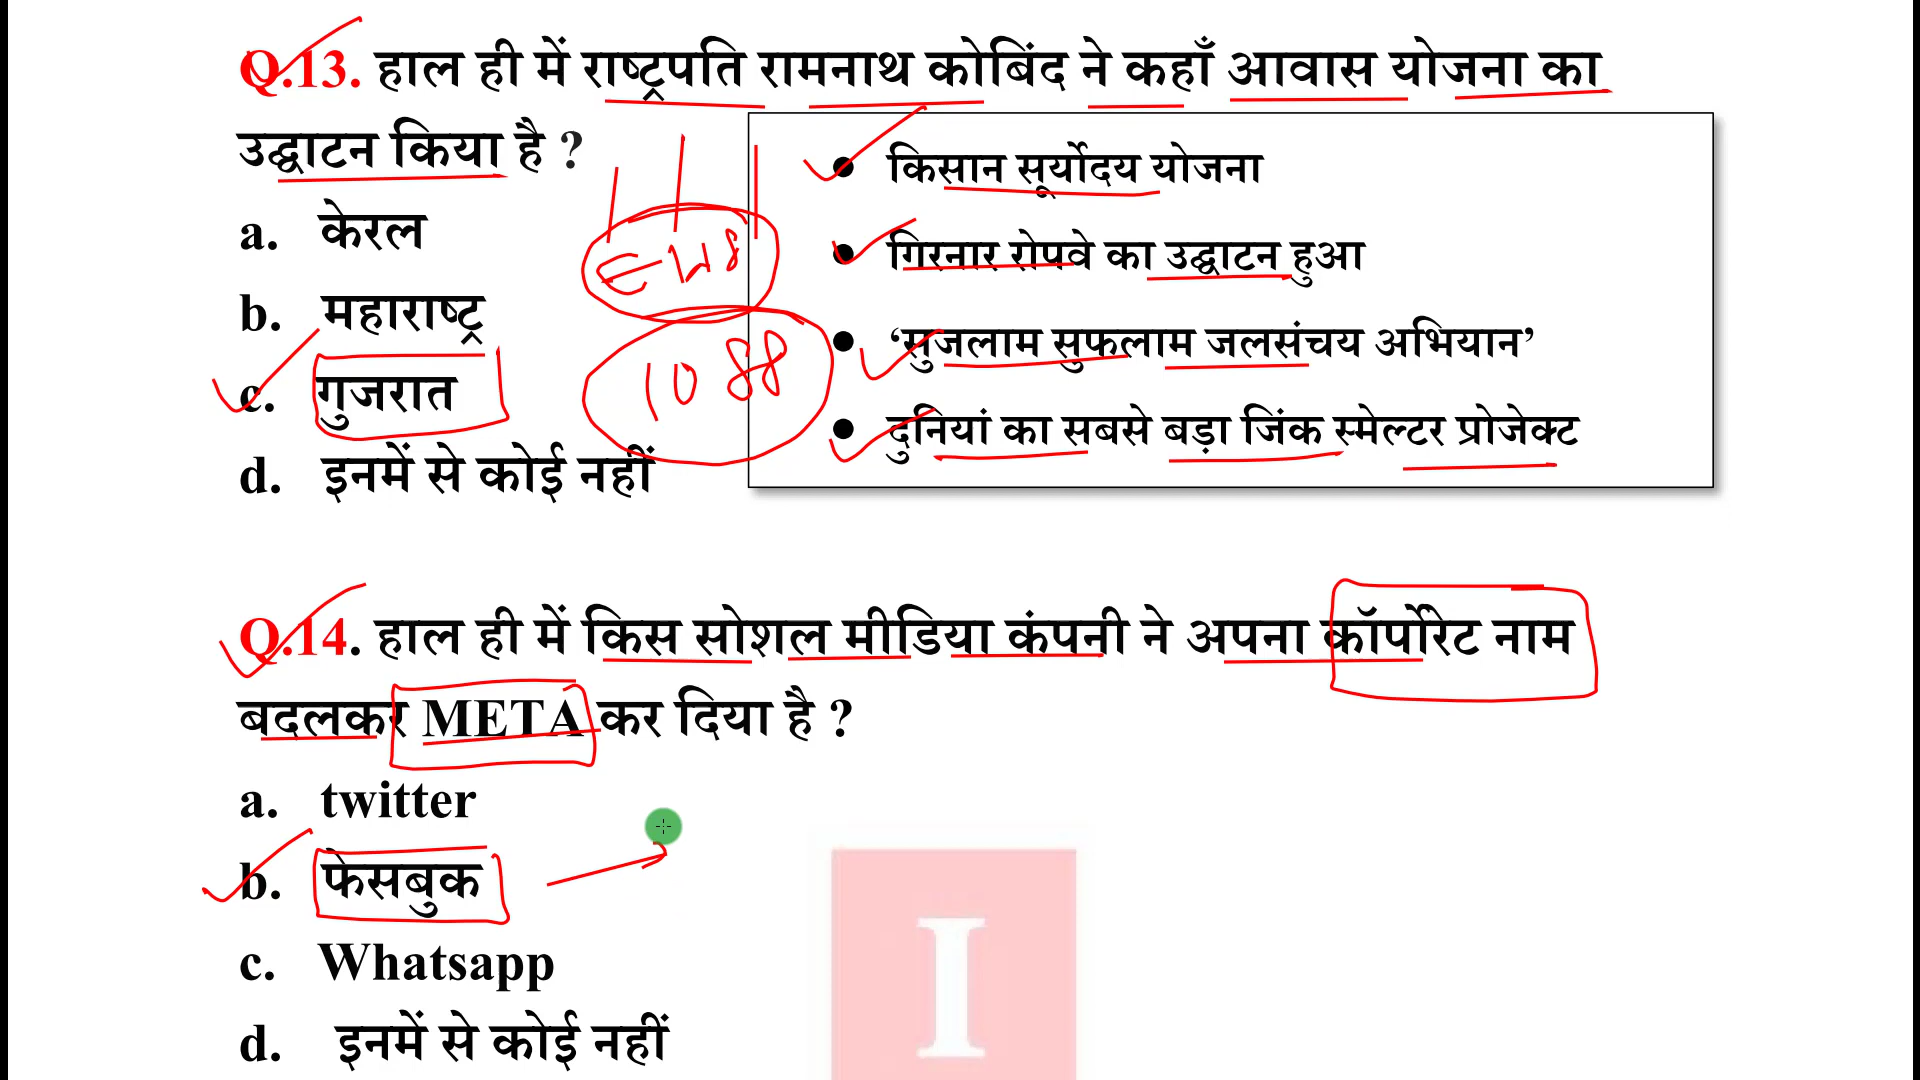 Q.13. हाल ही में राष्ट्रपति रामनाथ कोबिंद ने कहाँ आवास योजना का
उद्घाटन किया है ?
a. केरल
b. महाराष्ट्र
c. गुजरात
d. इनमें से कोई नहीं
EWS
1088
● किसान सूर्योदय योजना
● गिरनार रोपवे का उद्घाटन हुआ
● ‘सुजलाम सुफलाम जलसंचय अभियान’
● दुनियां का सबसे बड़ा जिंक स्मेल्टर प्रोजेक्ट
Q.14. हाल ही में किस सोशल मीडिया कंपनी ने अपना कॉर्पोरेट नाम
बदलकर META कर दिया है ?
a. twitter
b. फेसबुक
c. Whatsapp
d. इनमें से कोई नहीं
I